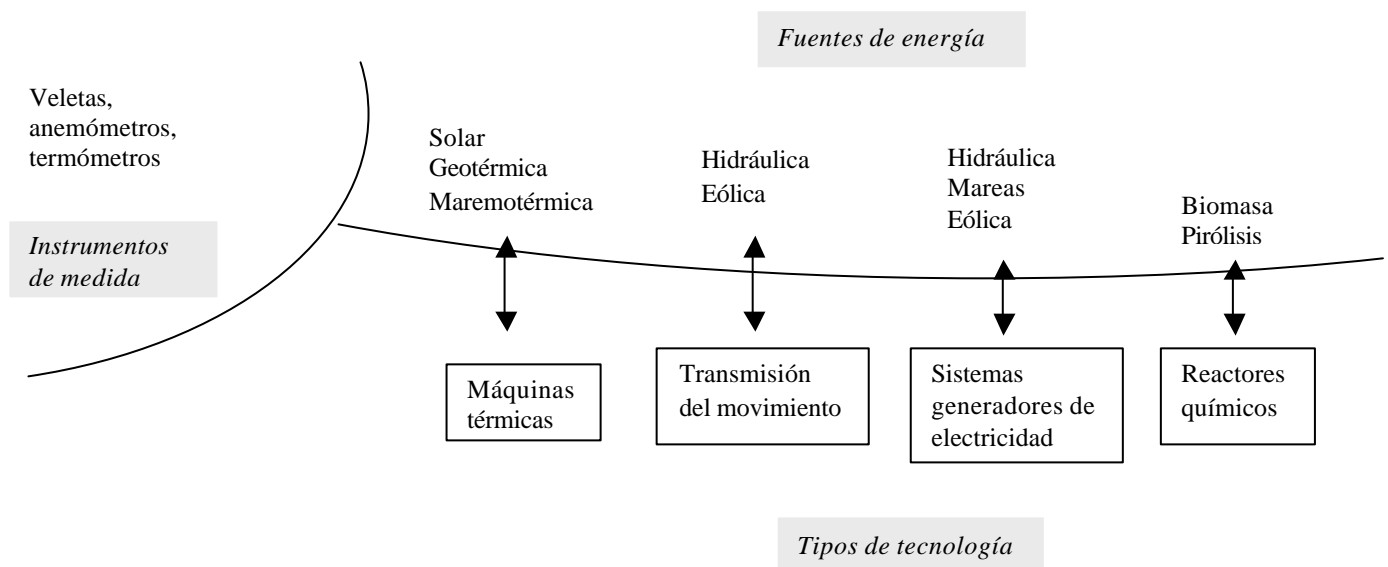 Fuentes de energía
Veletas,
anemómetros,
termómetros
Instrumentos
de medida
Solar
Geotérmica
Maremotérmica
Hidráulica
Eólica
Hidráulica
Mareas
Eólica
Biomasa
Pirólisis
Máquinas
térmicas
Transmisión
del movimiento
Sistemas
generadores de
electricidad
Reactores
químicos
Tipos de tecnología